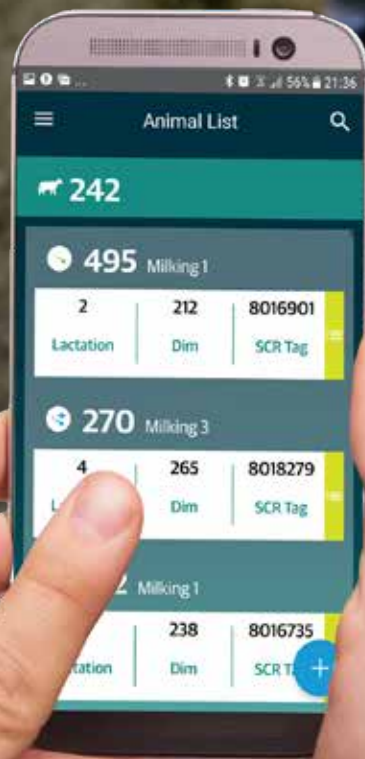 56% 21:36
Animal List
242
495 Milking 1
2 212 8016901
Lactation Dim SCR Tag
270 Milking 3
4 265 8018279
Dim SCR Tag
Milking 1
238 8016735
Dim SCR